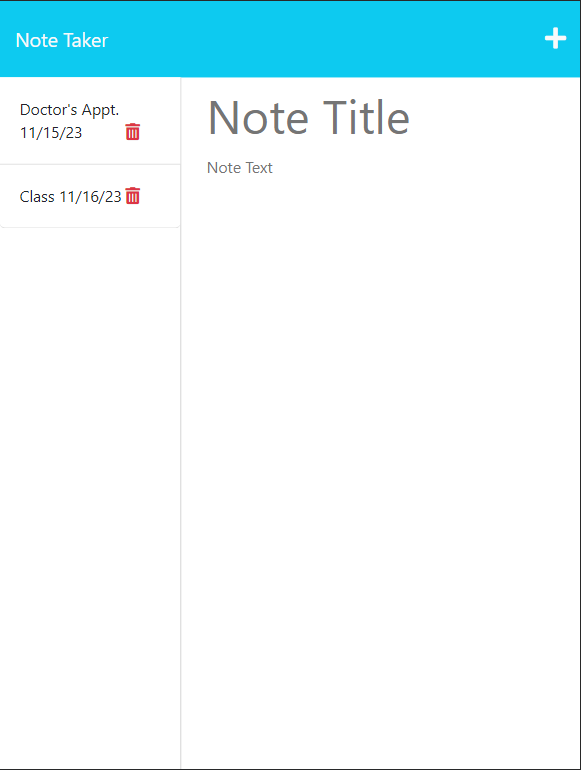 Note Taker
Doctor's Appt.
11/15/23
Class 11/16/23
Note Title
Note Text